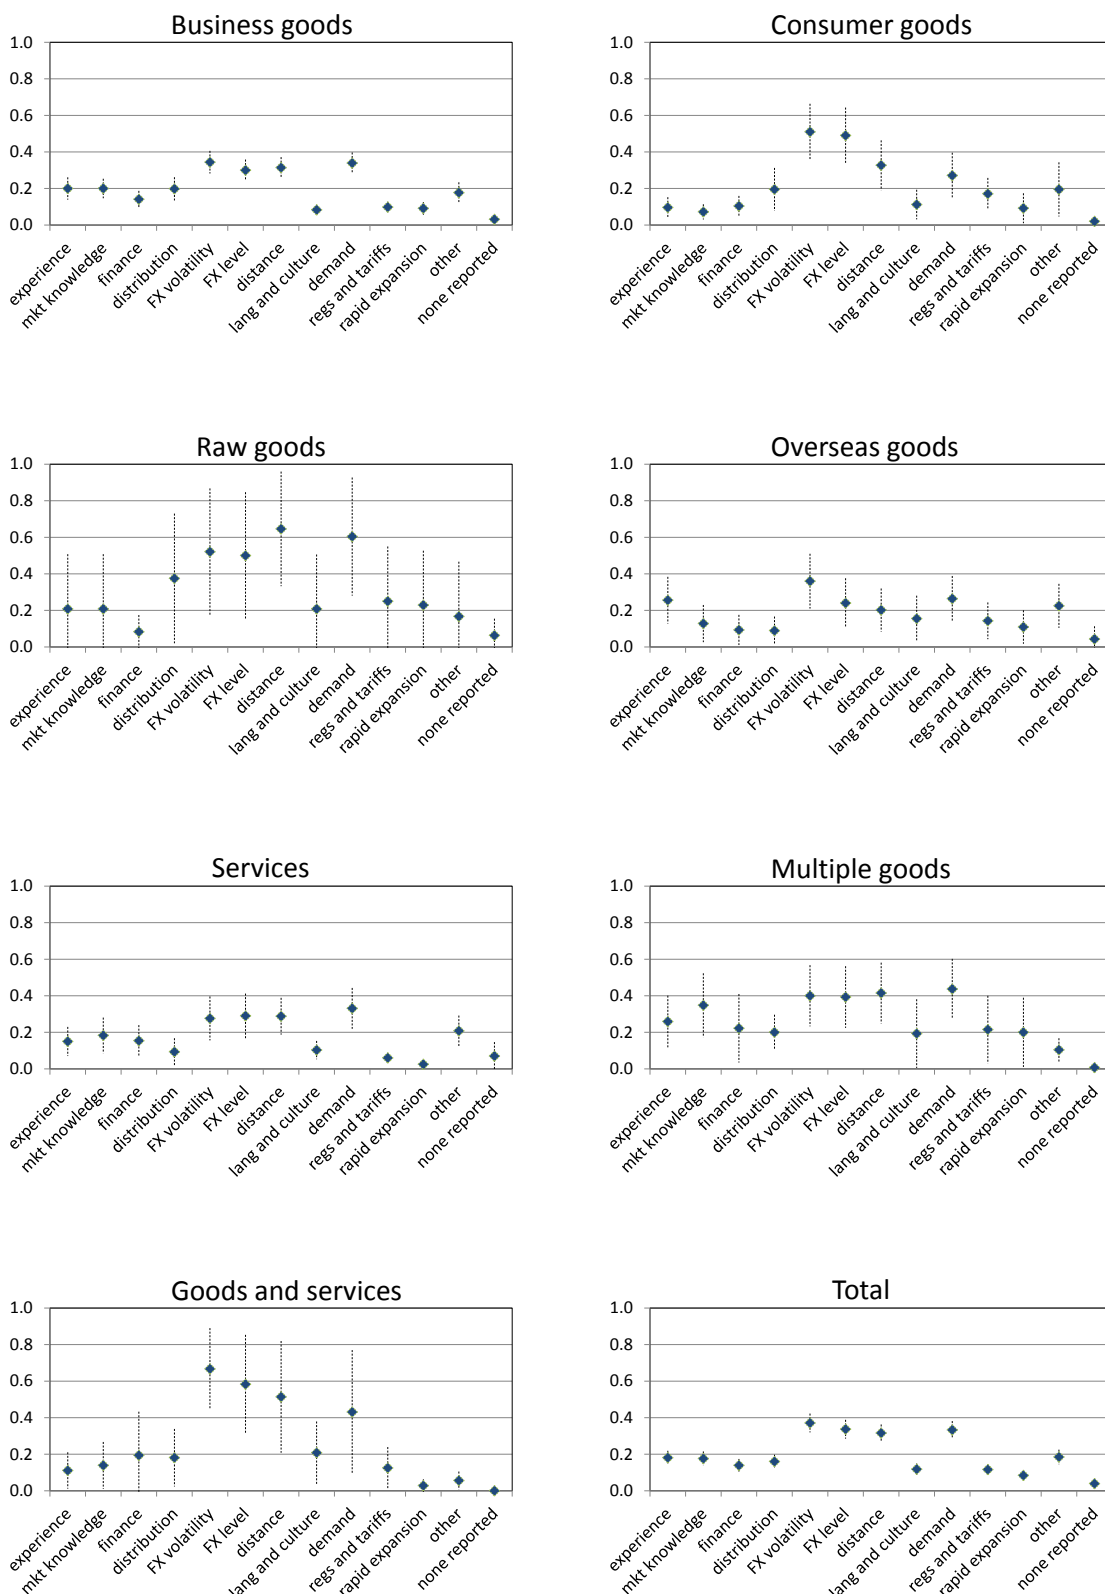 Business goods
1.0
0.8
0.6
0.4
0.2
0.0
experience
mkt knowledge
finance
distribution
FX volatility
FX level
distance
lang and culture
demand
regs and tariffs
rapid expansion
other
none reported
Consumer goods
1.0
0.8
0.6
0.4
0.2
0.0
experience
mkt knowledge
finance
distribution
FX volatility
FX level
distance
lang and culture
demand
regs and tariffs
rapid expansion
other
none reported
Raw goods
1.0
0.8
0.6
0.4
0.2
0.0
experience
mkt knowledge
finance
distribution
FX volatility
FX level
distance
lang and culture
demand
regs and tariffs
rapid expansion
other
none reported
Overseas goods
1.0
0.8
0.6
0.4
0.2
0.0
experience
mkt knowledge
finance
distribution
FX volatility
FX level
distance
lang and culture
demand
regs and tariffs
rapid expansion
other
none reported
Services
1.0
0.8
0.6
0.4
0.2
0.0
experience
mkt knowledge
finance
distribution
FX volatility
FX level
distance
lang and culture
demand
regs and tariffs
rapid expansion
other
none reported
Multiple goods
1.0
0.8
0.6
0.4
0.2
0.0
experience
mkt knowledge
finance
distribution
FX volatility
FX level
distance
lang and culture
demand
regs and tariffs
rapid expansion
other
none reported
Goods and services
1.0
0.8
0.6
0.4
0.2
0.0
experience
mkt knowledge
finance
distribution
FX volatility
FX level
distance
lang and culture
demand
regs and tariffs
rapid expansion
other
none reported
Total
1.0
0.8
0.6
0.4
0.2
0.0
experience
mkt knowledge
finance
distribution
FX volatility
FX level
distance
lang and culture
demand
regs and tariffs
rapid expansion
other
none reported